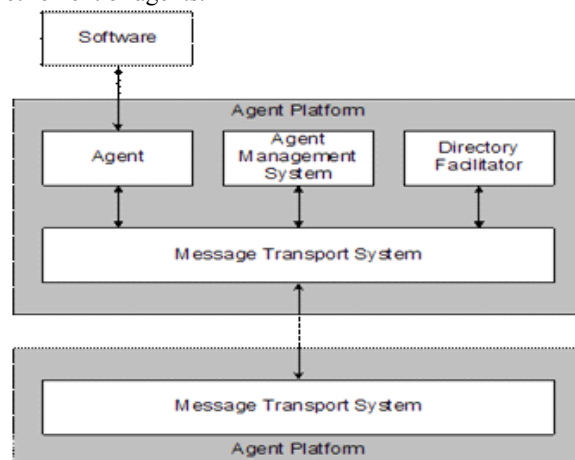 Software
Agent Platform
Agent
Agent
Management
System
Directory
Facilitator
Message Transport System
Message Transport System
Agent Platform